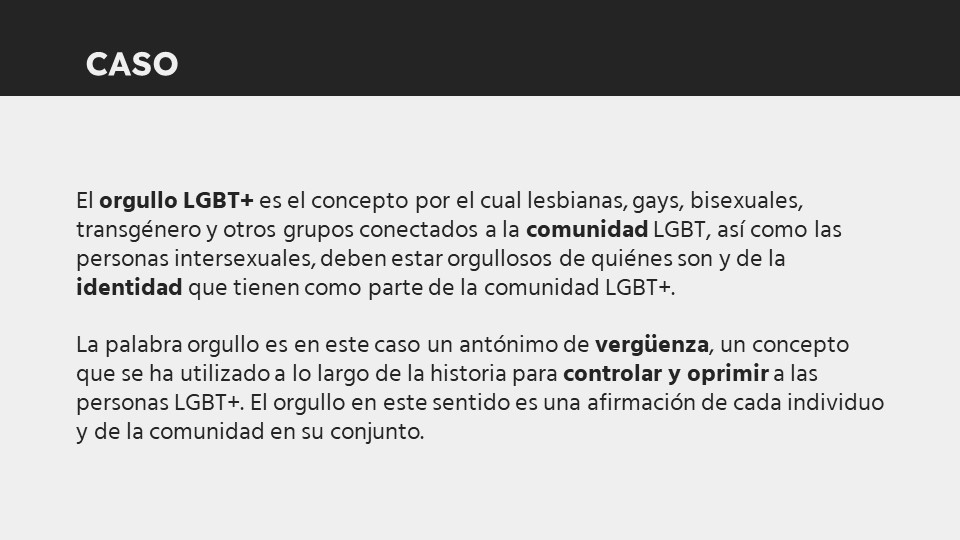 CASO
El orgullo LGBT+ es el concepto por el cual lesbianas, gays, bisexuales,
transgénero y otros grupos conectados a la comunidad LGBT, así como las
personas intersexuales, deben estar orgullosos de quiénes son y de la
identidad que tienen como parte de la comunidad LGBT+.
La palabra orgullo es en este caso un antónimo de vergüenza, un concepto
que se ha utilizado a lo largo de la historia para controlar y oprimir a las
personas LGBT+. El orgullo en este sentido es una afirmación de cada individuo
y de la comunidad en su conjunto.